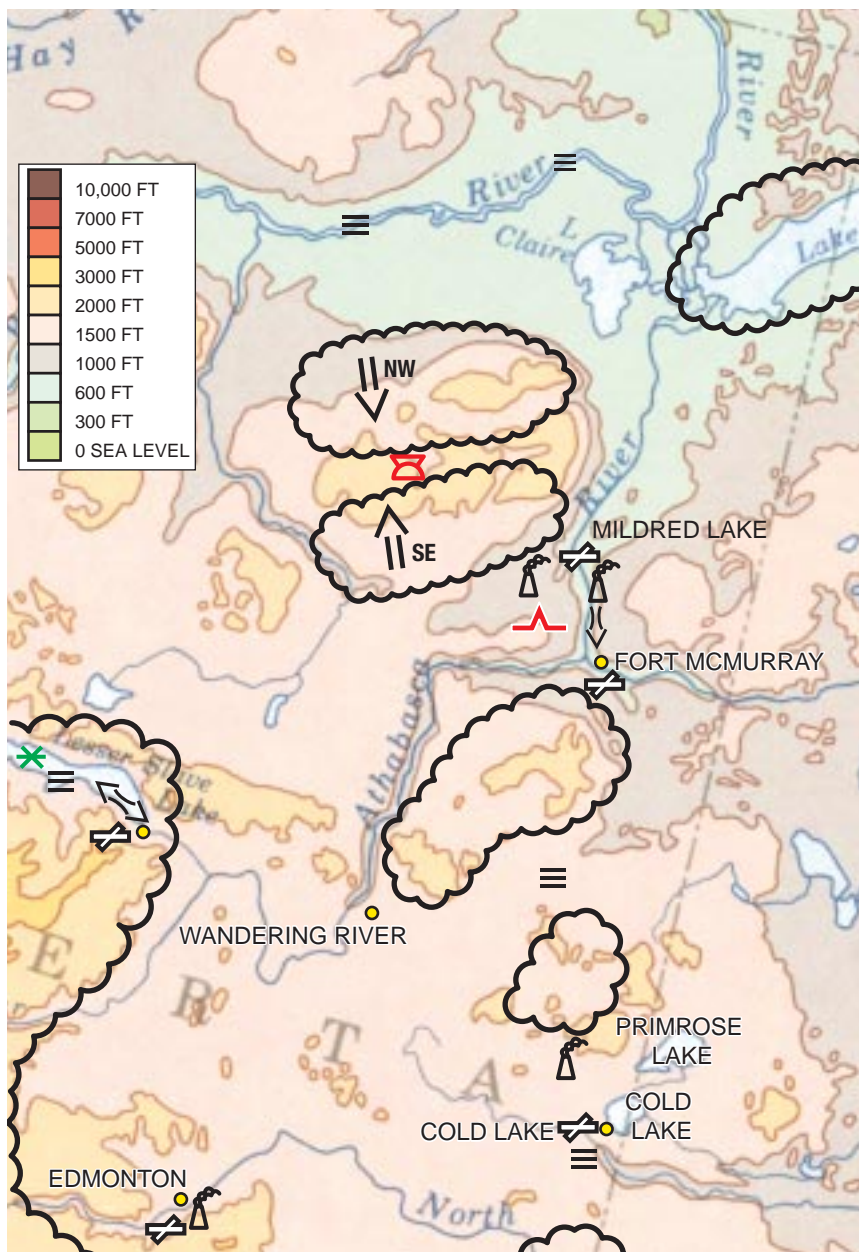 Hay R
River
River
L
Claire
Lake
10,000 FT
7000 FT
5000 FT
3000 FT
2000 FT
1500 FT
1000 FT
600 FT
300 FT
0 SEA LEVEL
NW
SE
River
MILDRED LAKE
FORT MCMURRAY
Athabasca
Lesser Slave
Lake
WANDERING RIVER
E
R
T
A
PRIMROSE
LAKE
COLD LAKE
COLD
LAKE
EDMONTON
North